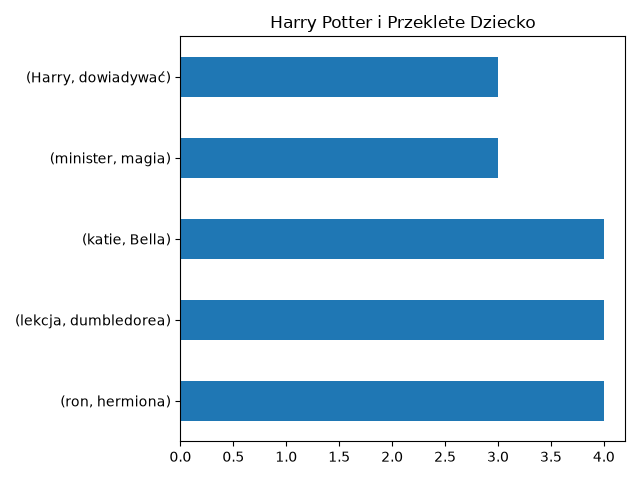 Harry Potter i Przeklete Dziecko
(Harry, dowiadywać)
(minister, magia)
(katie, Bella)
(lekcja, dumbledorea)
(ron, hermiona)
0.0 0.5 1.0 1.5 2.0 2.5 3.0 3.5 4.0